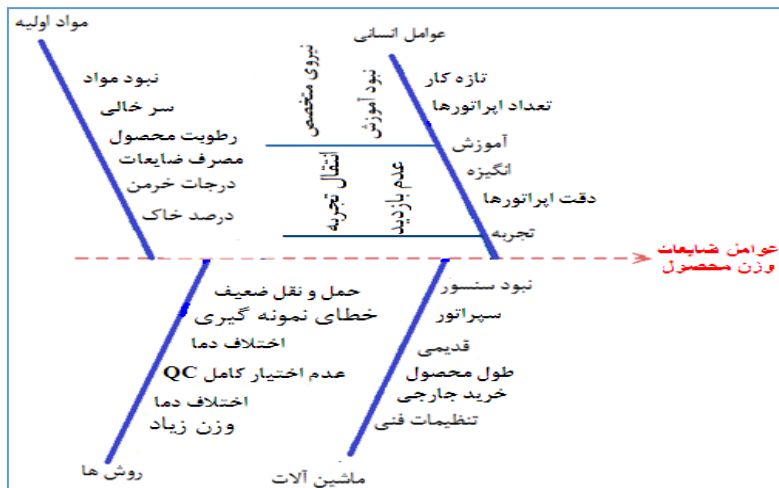 عوامل انسانی
تازه کار
تعداد اپراتورها
آموزش
انگیزه
دقت اپراتورها
تجربه
نبود آموزش
نیروی متخصص
عدم بازدید
انتقال تجربه
مواد اولیه
نبود مواد
سر خالی
رطوبت محصول
مصرف ضایعات
درجات خرمن
درصد خاک
عوامل ضایعات
وزن محصول
نبود سنسور
سپراتور
قدیمی
طول محصول
خرید جارجی
تنظیمات فنی
ماشین آلات
حمل و نقل ضعیف
خطای نمونه گیری
اختلاف دما
عدم اختیار کامل QC
اختلاف دما
وزن زیاد
روش ها